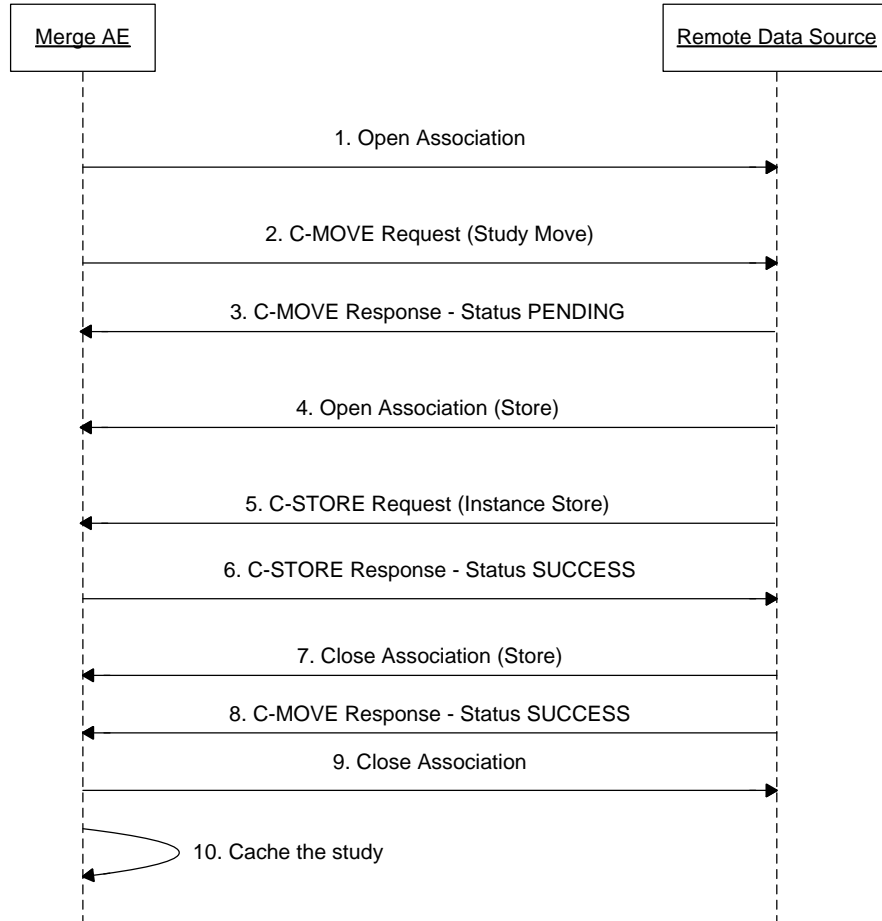 Merge AE
Remote Data Source
1. Open Association
2. C-MOVE Request (Study Move)
3. C-MOVE Response - Status PENDING
4. Open Association (Store)
5. C-STORE Request (Instance Store)
6. C-STORE Response - Status SUCCESS
7. Close Association (Store)
8. C-MOVE Response - Status SUCCESS
9. Close Association
10. Cache the study